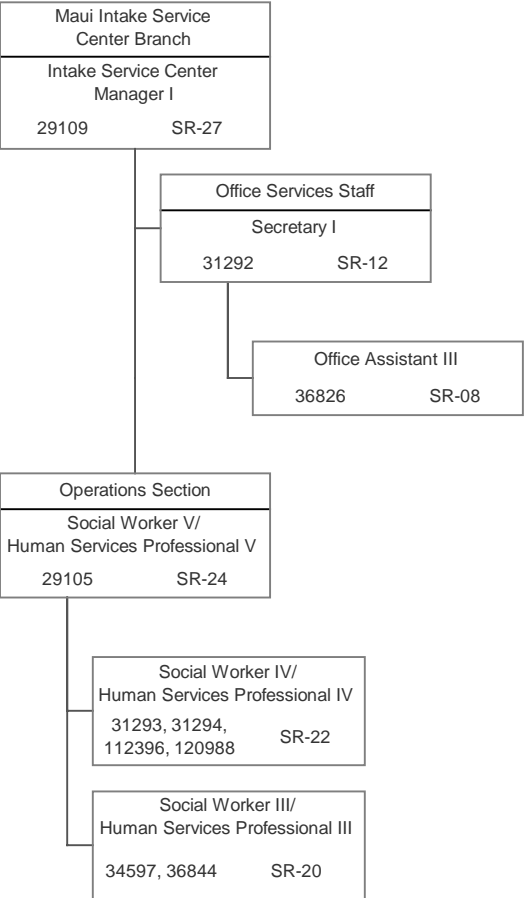 Maui Intake Service
Center Branch
Intake Service Center
Manager I
29109 SR-27
Office Services Staff
Secretary I
31292 SR-12
Office Assistant III
36826 SR-08
Operations Section
Social Worker V/
Human Services Professional V
29105 SR-24
Social Worker IV/
Human Services Professional IV
31293, 31294,
112396, 120988 SR-22
Social Worker III/
Human Services Professional III
34597, 36844 SR-20